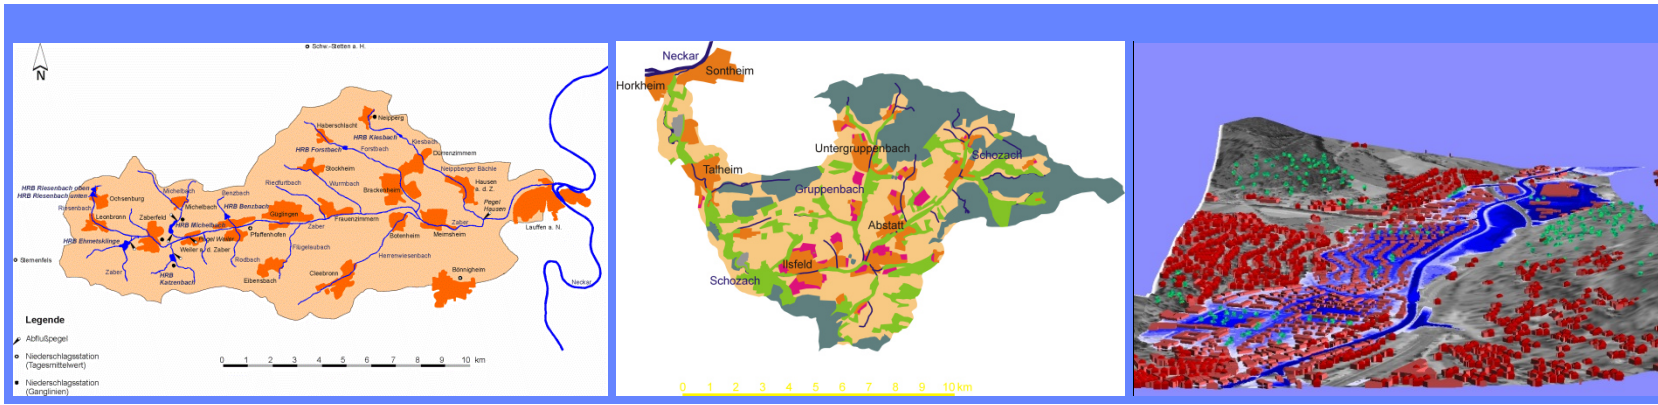 Schw.-Stetten a. H.
N
Neipperg
Haberschlacht
HRB Kiesbach
Kiesbach
HRB Forstbach
Forstbach
Dürrenzimmern
Stockheim
Neipperger Bächle
HRB Riesenbach oben
HRB Riesenbach unten
Michelbach
Benzbach
Riedfurtbach
Wurmbach
Brackenheim
Hausen
a. d. Z.
Ochsenburg
Riesenbach
Michelbach
HRB Benzbach
Güglingen
Pegel
Hausen
Leonbronn
Zaberfeld
HRB Michelbach
Frauenzimmern
Zaber
Zaber
Lauffen a. N.
Pfaffenhofen
Botenheim
Meimsheim
HRB Ehmetsklinge
Pegel Weiler
Weiler a. d. Zaber
Flügelaubach
Herrenwiesenbach
Sternenfels
Rodbach
Zaber
HRB
Katzenbach
Eibensbach
Cleebronn
Bönnigheim
Neckar
Legende
Abflußpegel
Niederschlagsstation
(Tagesmittelwert)
Niederschlagsstation
(Ganglinien)
0 1 2 3 4 5 6 7 8 9 10 km
Neckar
Sontheim
Horkheim
Untergruppenbach
Schozach
Talheim
Gruppenbach
Abstatt
Ilsfeld
Schozach
0 1 2 3 4 5 6 7 8 9 10 km